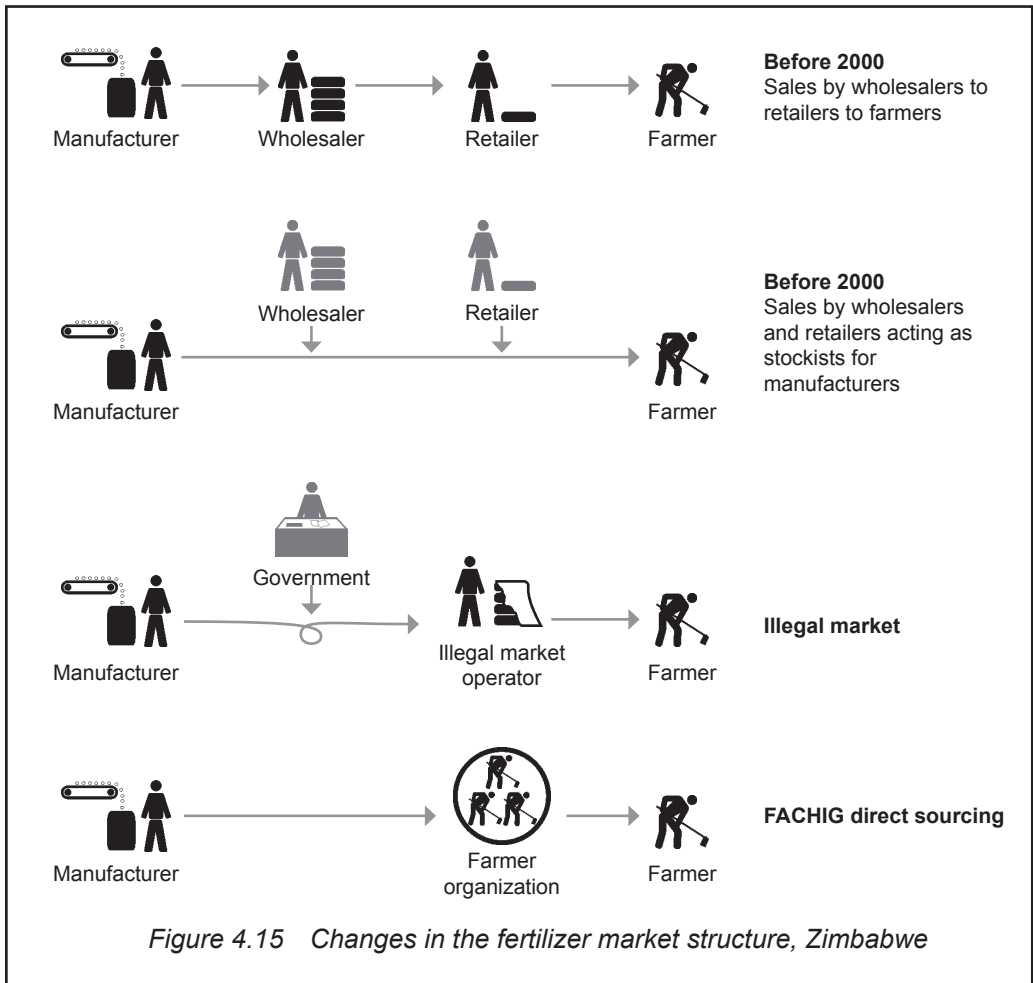 Before 2000
Sales by wholesalers to
retailers to farmers
Manufacturer
Wholesaler
Retailer
Farmer
Wholesaler
Retailer
Before 2000
Sales by wholesalers
and retailers acting as
stockists for
manufacturers
Manufacturer
Farmer
Government
Illegal market
Manufacturer
Illegal market
operator
Farmer
FACHIG direct sourcing
Manufacturer
Farmer
organization
Farmer
Figure 4.15 Changes in the fertilizer market structure, Zimbabwe